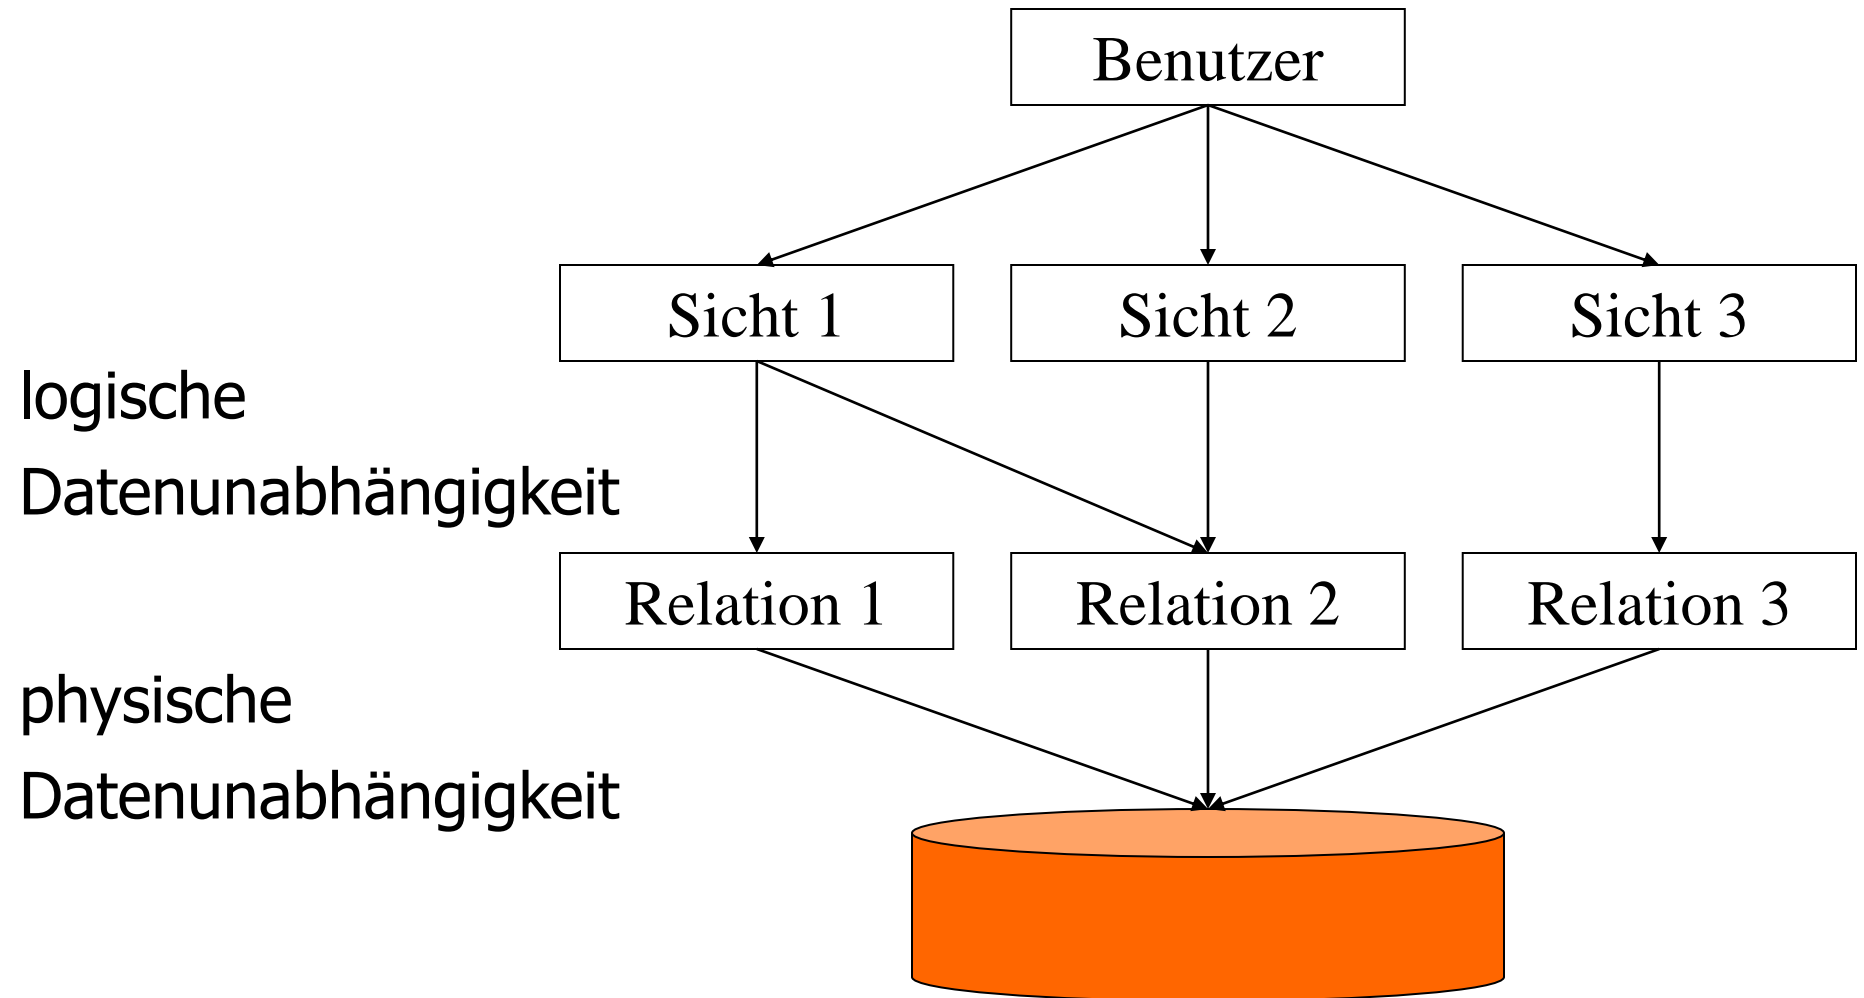 Benutzer
Sicht 1
Sicht 2
Sicht 3
logische
Datenunabhängigkeit
Relation 1
Relation 2
Relation 3
physische
Datenunabhängigkeit